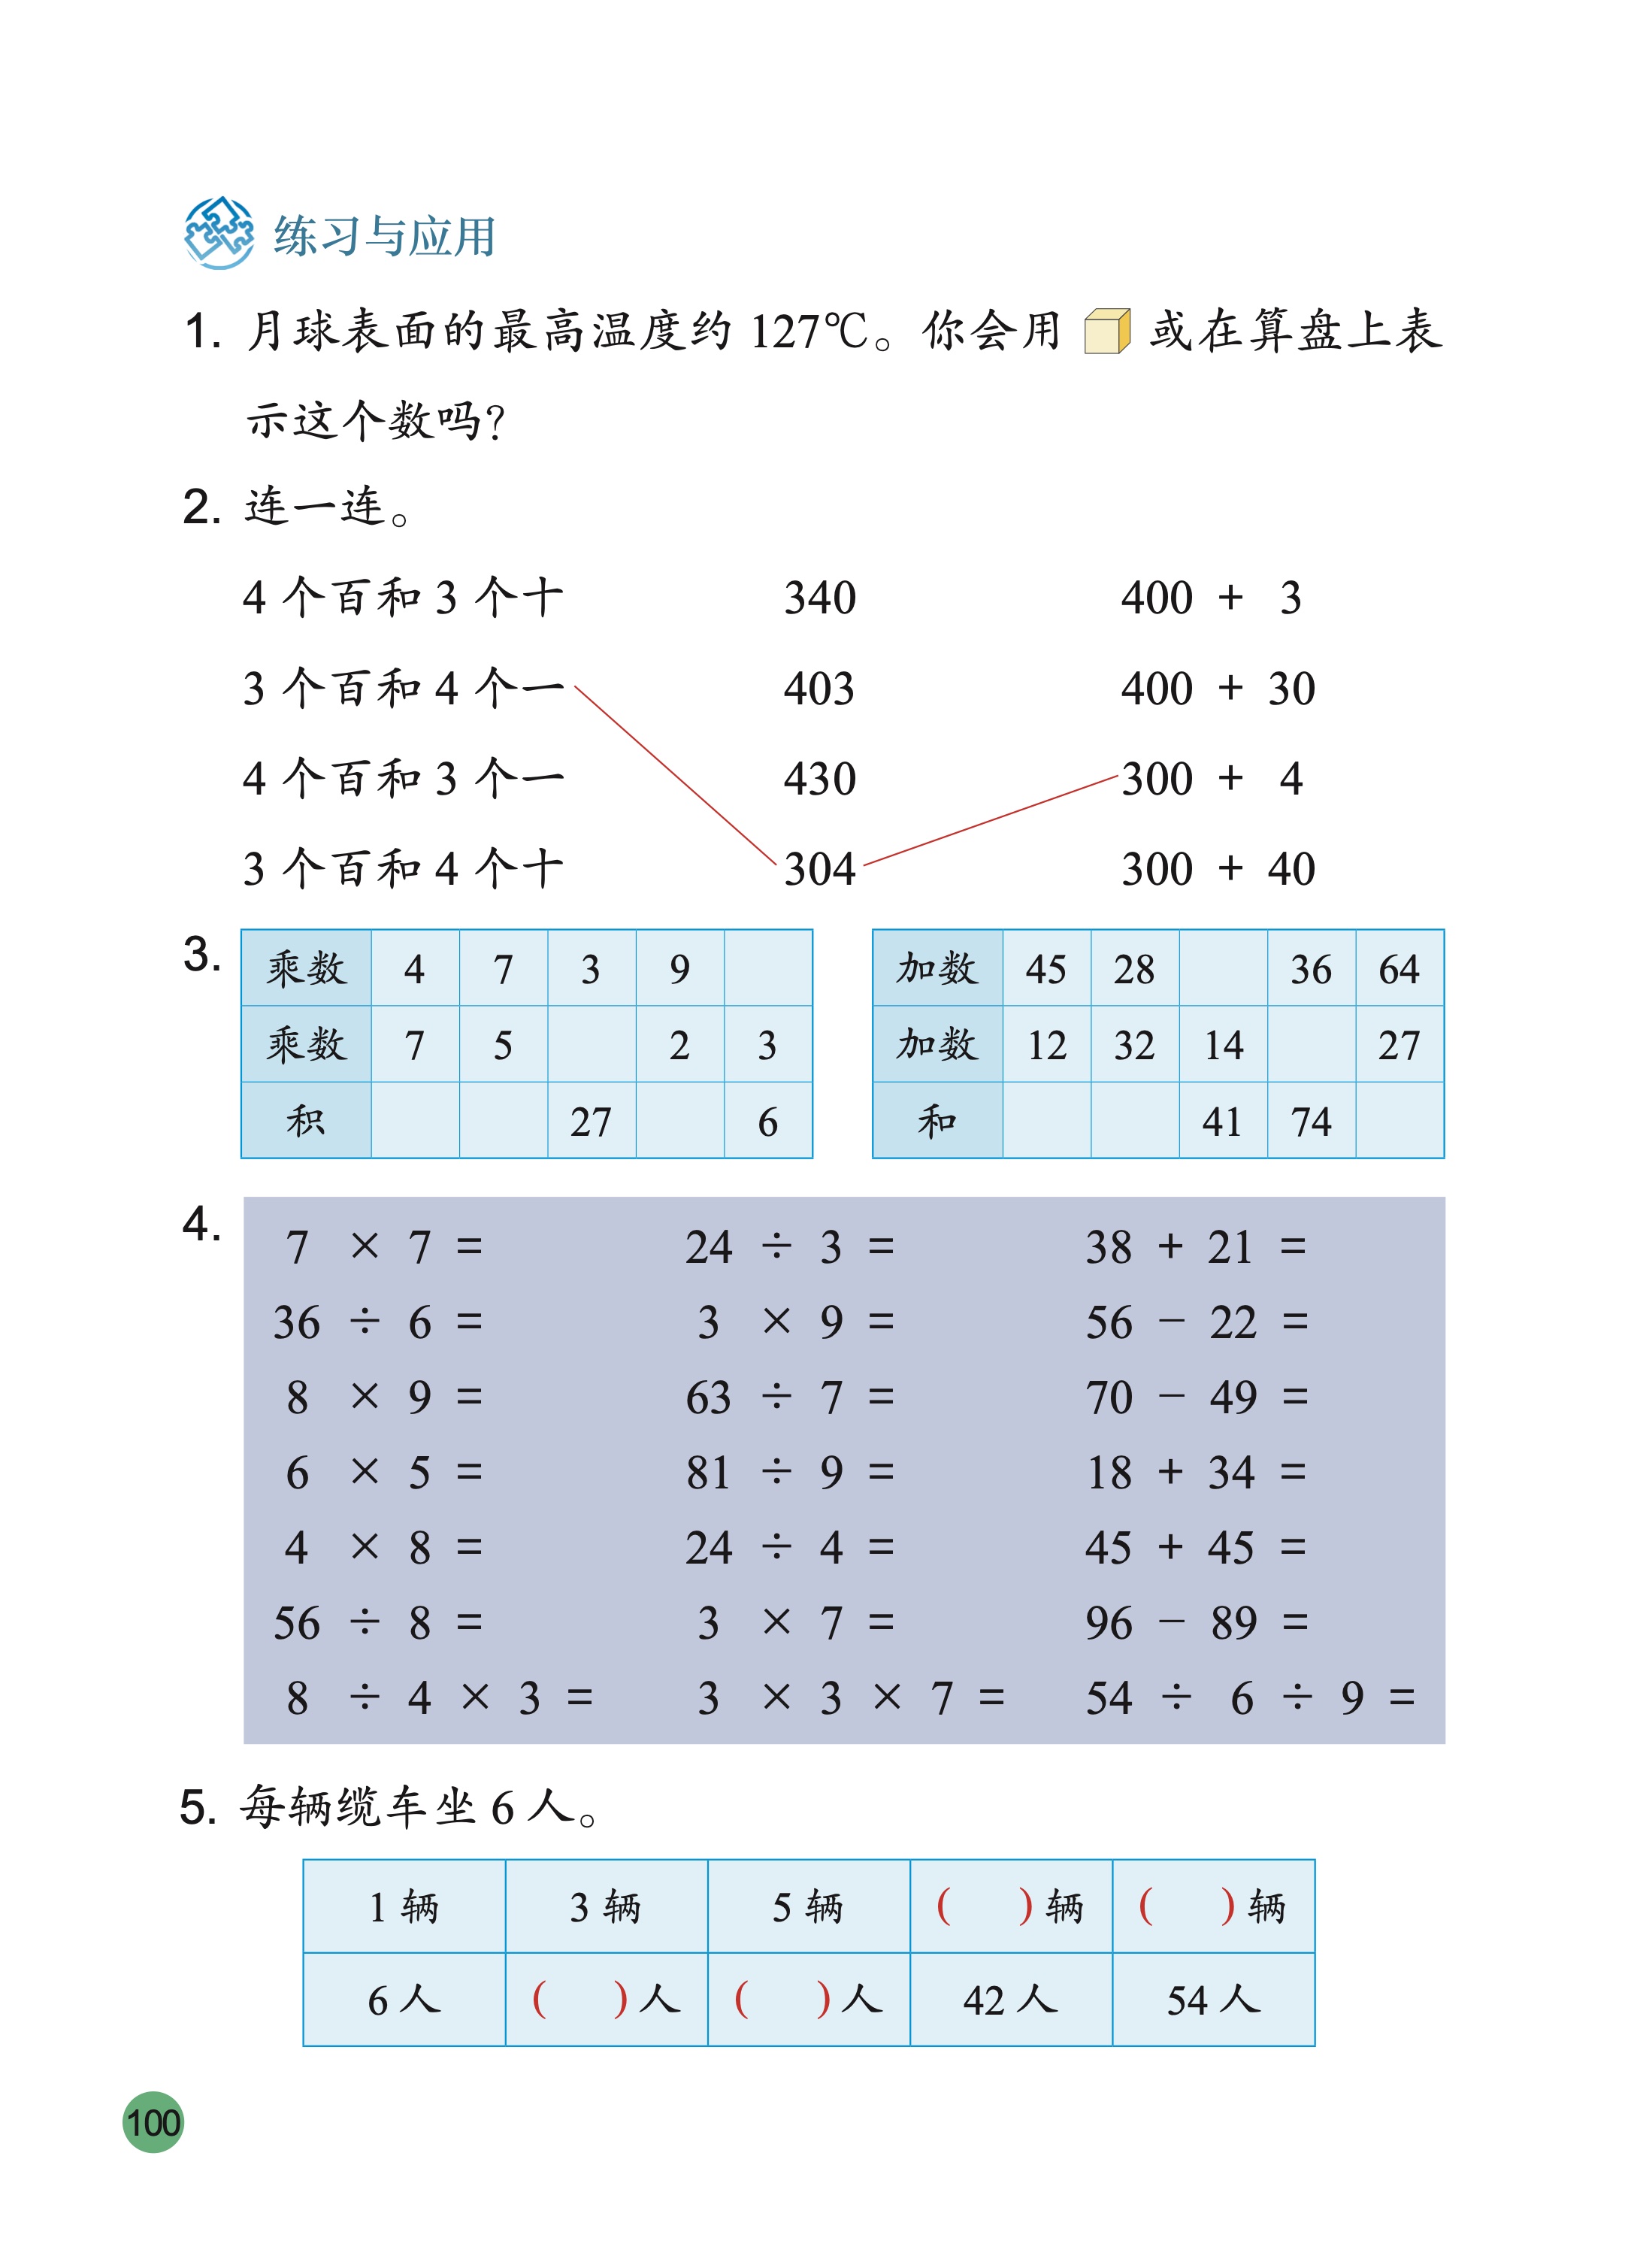 练习与应用
1. 月球表面的最高温度约 127℃。你会用 或在算盘上表
示这个数吗?
2. 连一连。
4 个百和 3 个十 340 400 + 3
3 个百和 4 个一 403 400 + 30
4 个百和 3 个一 430 300 + 4
3 个百和 4 个十 304 300 + 40
3.
乘数 4 7 3 9
乘数 7 5 2 3
积 27 6
加数 45 28 36 64
加数 12 32 14 27
和 41 74
4.
7 × 7 = 24 ÷ 3 = 38 + 21 =
36 ÷ 6 = 3 × 9 = 56 − 22 =
8 × 9 = 63 ÷ 7 = 70 − 49 =
6 × 5 = 81 ÷ 9 = 18 + 34 =
4 × 8 = 24 ÷ 4 = 45 + 45 =
56 ÷ 8 = 3 × 7 = 96 − 89 =
8 ÷ 4 × 3 = 3 × 3 × 7 = 54 ÷ 6 ÷ 9 =
5. 每辆缆车坐 6 人。
1 辆 3 辆 5 辆 ( ) 辆 ( ) 辆
6 人 ( ) 人 ( ) 人 42 人 54 人
100